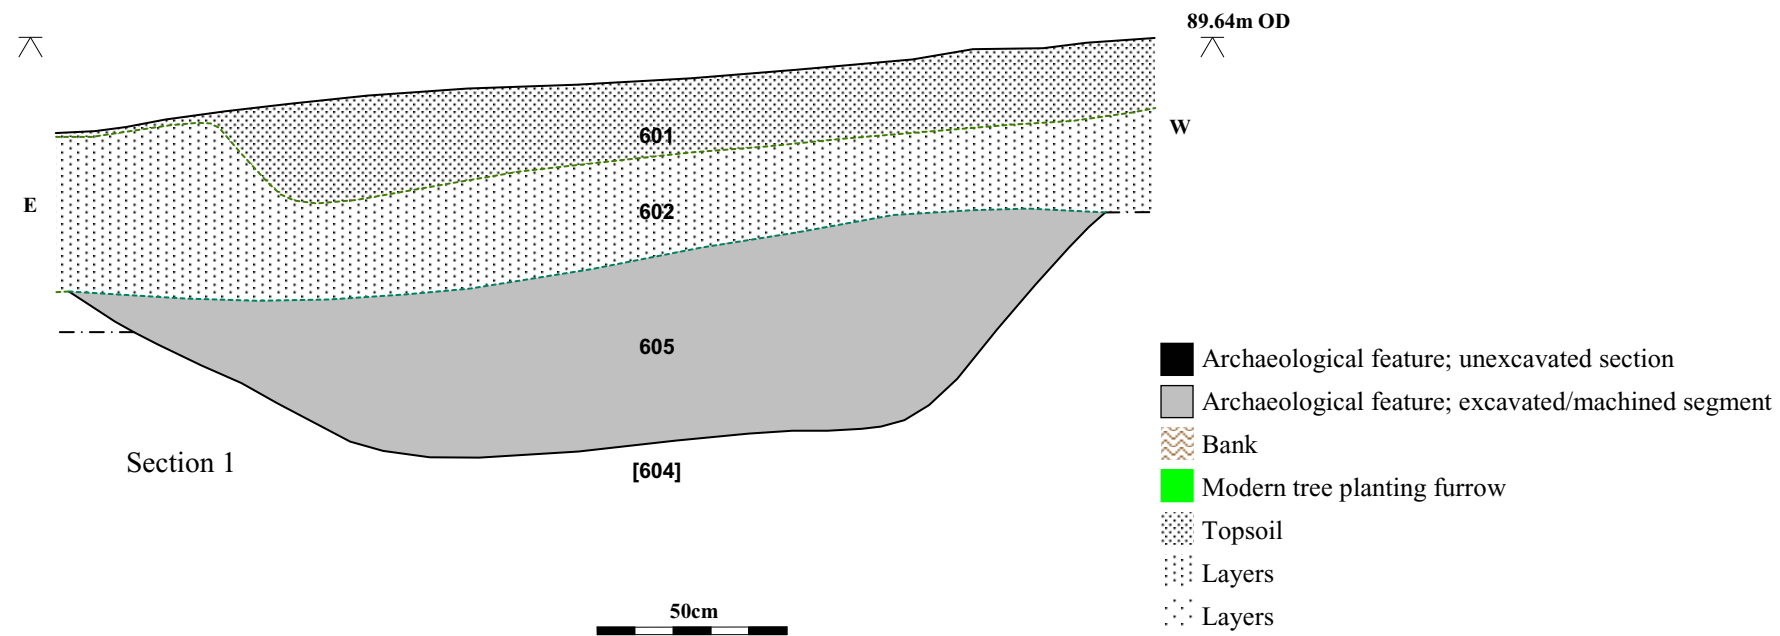 89.64m OD
601
W
E
602
605
Section 1
[604]
50cm
Archaeological feature; unexcavated section
Archaeological feature; excavated/machined segment
Bank
Modern tree planting furrow
Topsoil
Layers
Layers